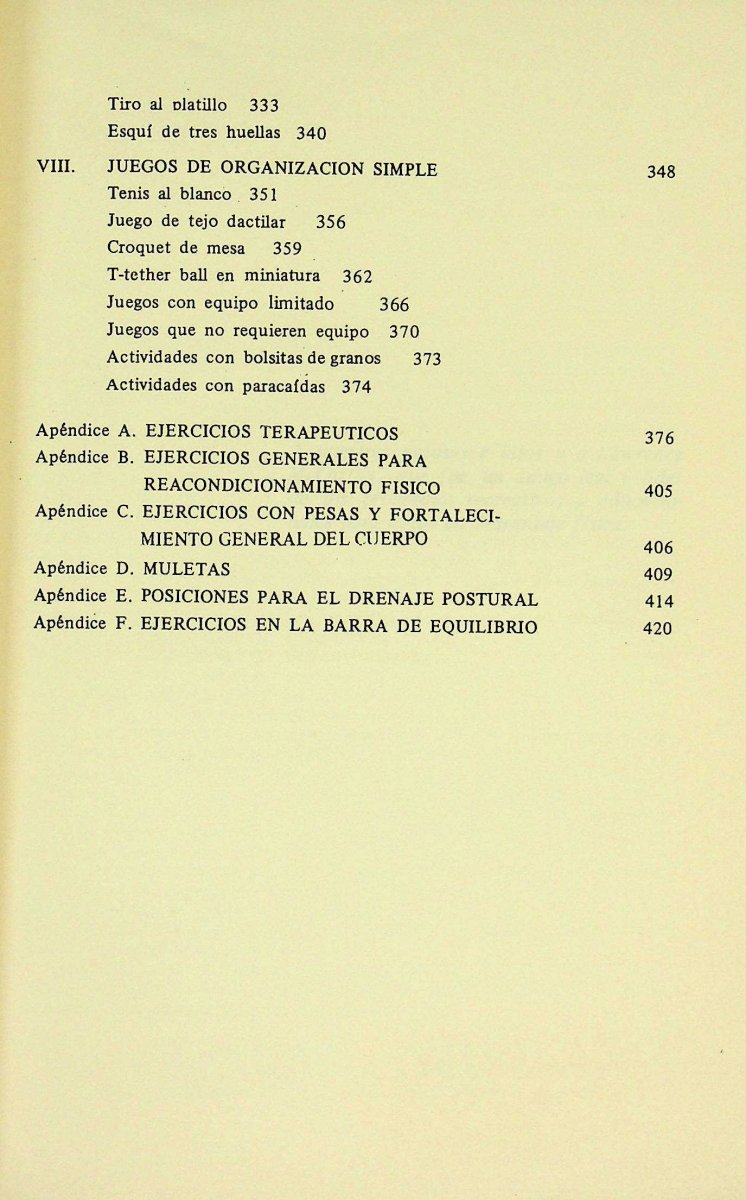 Tiro al platillo 333
Esquí de tres huellas 340
VIII. JUEGOS DE ORGANIZACION SIMPLE 348
Tenis al blanco 351
Juego de tejo dactilar 356
Croquet de mesa 359
T-tether ball en miniatura 362
Juegos con equipo limitado 366
Juegos que no requieren equipo 370
Actividades con bolsitas de granos 373
Actividades con paracaídas 374
Apéndice A. EJERCICIOS TERAPEUTICOS 376
Apéndice B. EJERCICIOS GENERALES PARA
REACONDICIONAMIENTO FISICO 405
Apéndice C. EJERCICIOS CON PESAS Y FORTALECI-
MIENTO GENERAL DEL CUERPO 406
Apéndice D. MULETAS 409
Apéndice E. POSICIONES PARA EL DRENAJE POSTURAL 414
Apéndice F. EJERCICIOS EN LA BARRA DE EQUILIBRIO 420